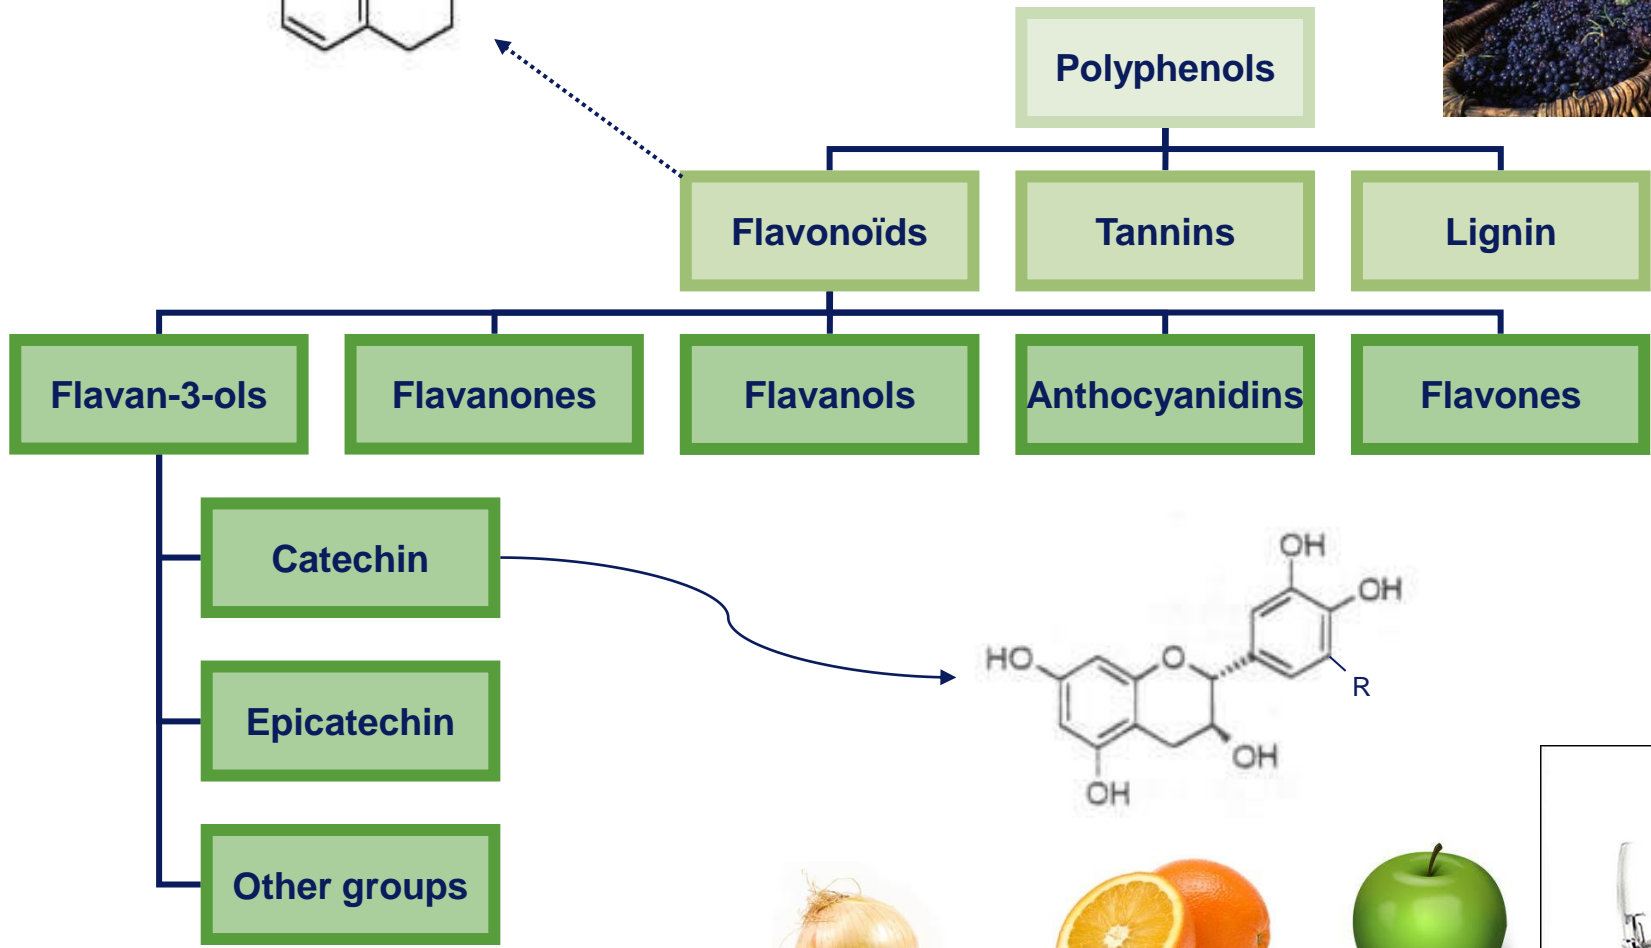 Polyphenols
Flavonoïds
Tannins
Lignin
Flavan-3-ols
Flavanones
Flavanols
Anthocyanidins
Flavones
Catechin
Epicatechin
Other groups
OH
OH
HO
O
R
OH
OH